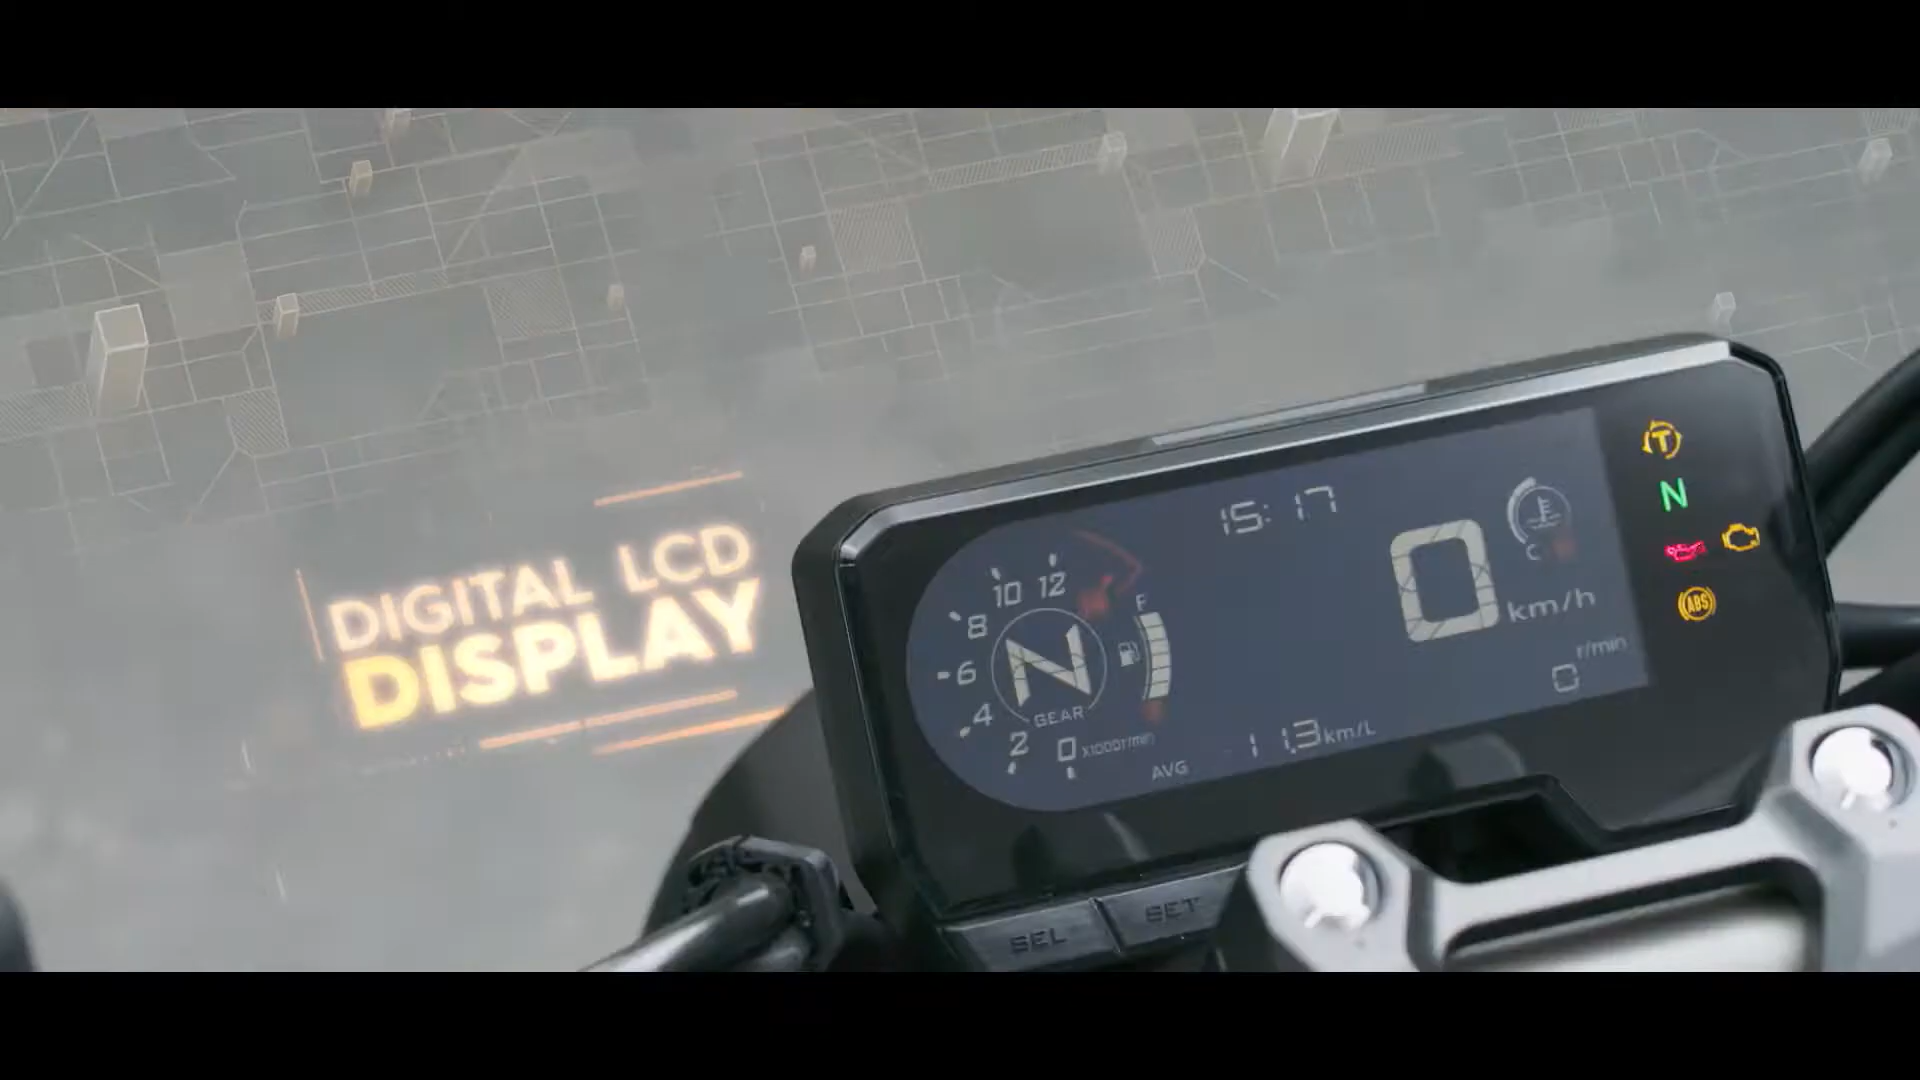 DIGITAL LCD
DISPLAY
15:17
10 12
8
6
4
2
0 x1000r/min
N
GEAR
F
C
0 km/h
r/min
0
AVG 11.3 km/L
T
N
ABS
SEL
SET